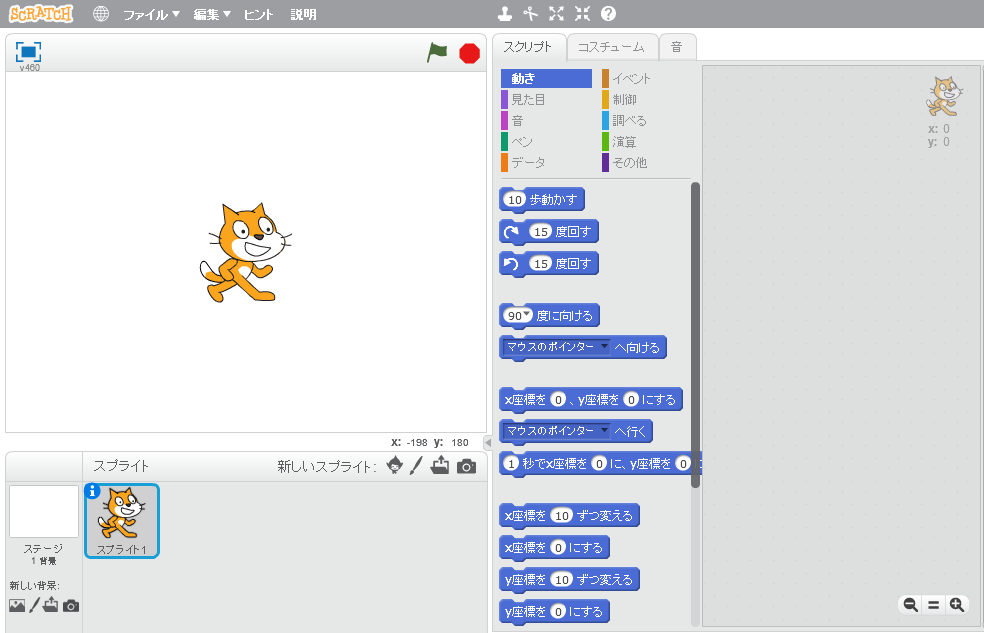 SCRATCH ファイル▼ 編集▼ ヒント 説明
v460
スクリプト コスチューム 音
動き イベント
見た目 制御
音 調べる
ペン 演算
データ その他
x: 0
y: 0
10 歩動かす
15 度回す
15 度回す
90▼ 度に向ける
マウスのポインター へ向ける
x座標を 0 、y座標を 0 にする
マウスのポインター へ行く
1 秒でx座標を 0 に、y座標を 0 に
x座標を 10 ずつ変える
x座標を 0 にする
y座標を 10 ずつ変える
y座標を 0 にする
x: -198 y: 180
スプライト 新しいスプライト:
ステージ
1 背景
新しい背景:
スプライト1